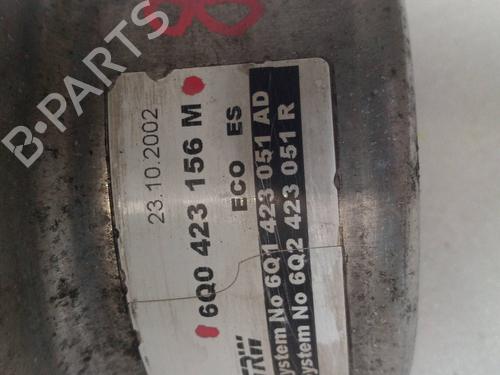 B-PARTS
23.10.2002
6Q0 423 156 M
ECO ES
TRW
System No 6Q1 423 051 AD
System No 6Q2 423 051 R